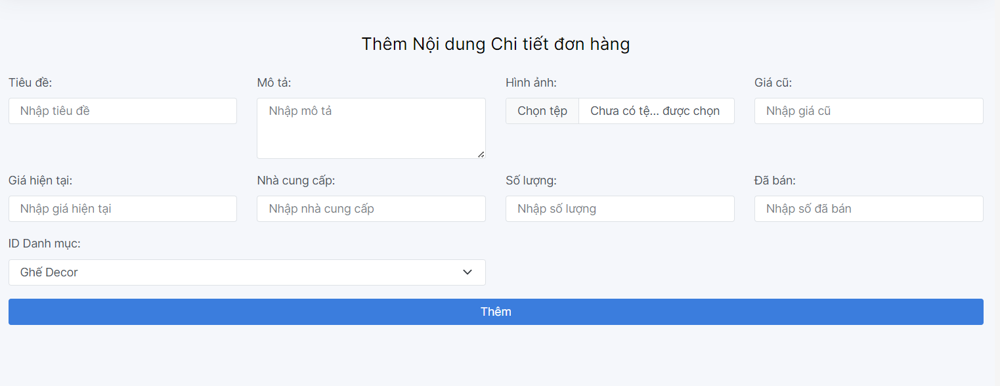 Thêm Nội dung Chi tiết đơn hàng
Tiêu đề:
Mô tả:
Hình ảnh:
Giá cũ:
Nhập tiêu đề
Nhập mô tả
Chọn tệp
Chưa có tệ... được chọn
Nhập giá cũ
Giá hiện tại:
Nhà cung cấp:
Số lượng:
Đã bán:
Nhập giá hiện tại
Nhập nhà cung cấp
Nhập số lượng
Nhập số đã bán
ID Danh mục:
Ghế Decor
Thêm